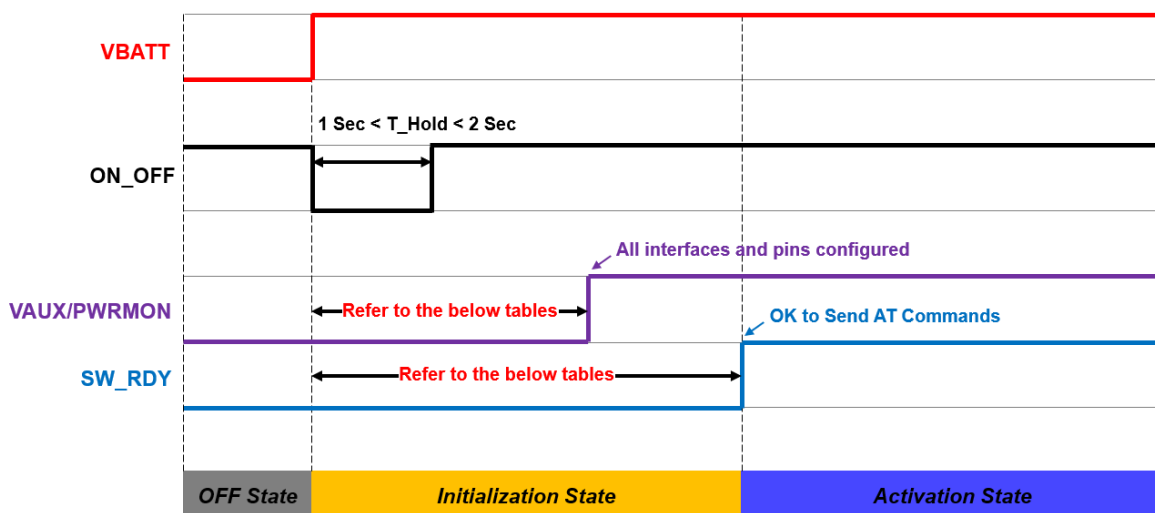 VBATT
1 Sec < T_Hold < 2 Sec
ON_OFF
All interfaces and pins configured
VAUX/PWRMON
Refer to the below tables
OK to Send AT Commands
SW_RDY
Refer to the below tables
OFF State
Initialization State
Activation State